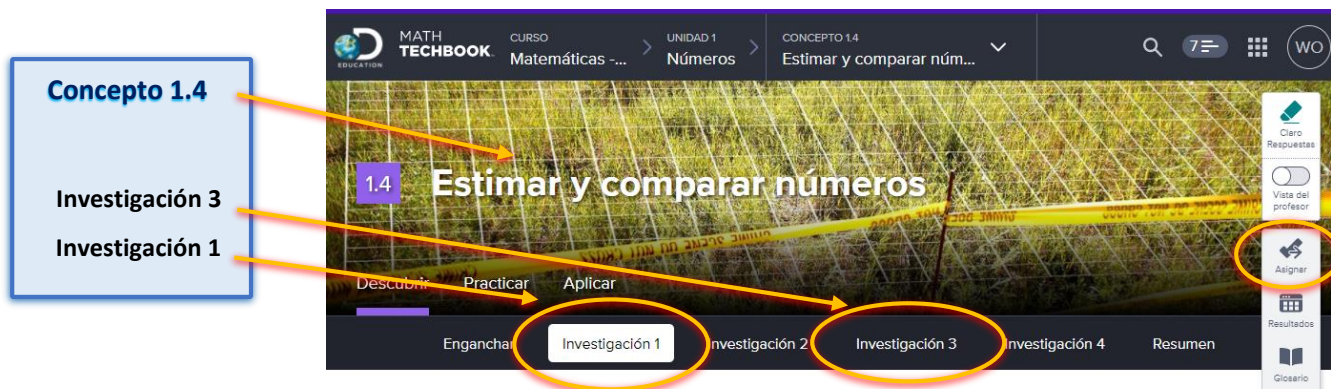 Concepto 1.4
Investigación 3
Investigación 1
EDUCATION
MATH
TECHBOOK
CURSO
Matemáticas -...
UNIDAD 1
Números
CONCEPTO 1.4
Estimar y comparar núm...
7
WO
1.4
Estimar y comparar números
Descubrir
Practicar
Aplicar
Enganchar
Investigación 1
Investigación 2
Investigación 3
Investigación 4
Resumen
Claro
Respuestas
Vista del
profesor
Asignar
Resultados
Glosario